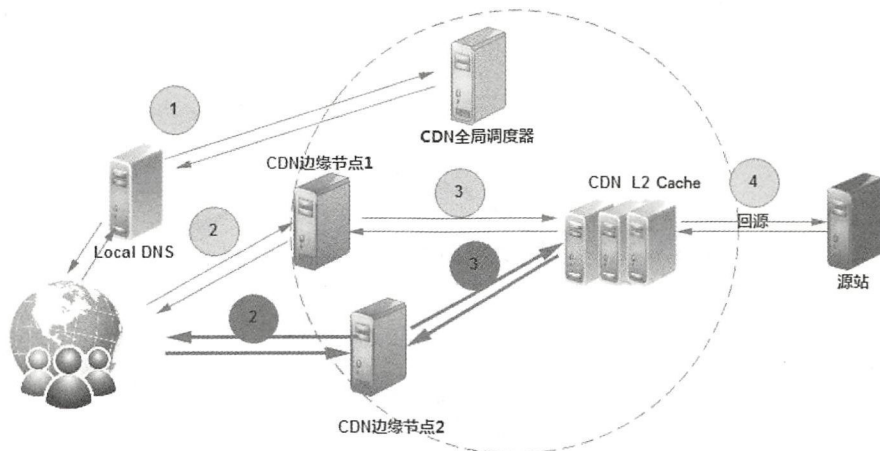 1
CDN全局调度器
CDN边缘节点1
CDN L2 Cache
3
4
2
回源
Local DNS
3
源站
2
CDN边缘节点2